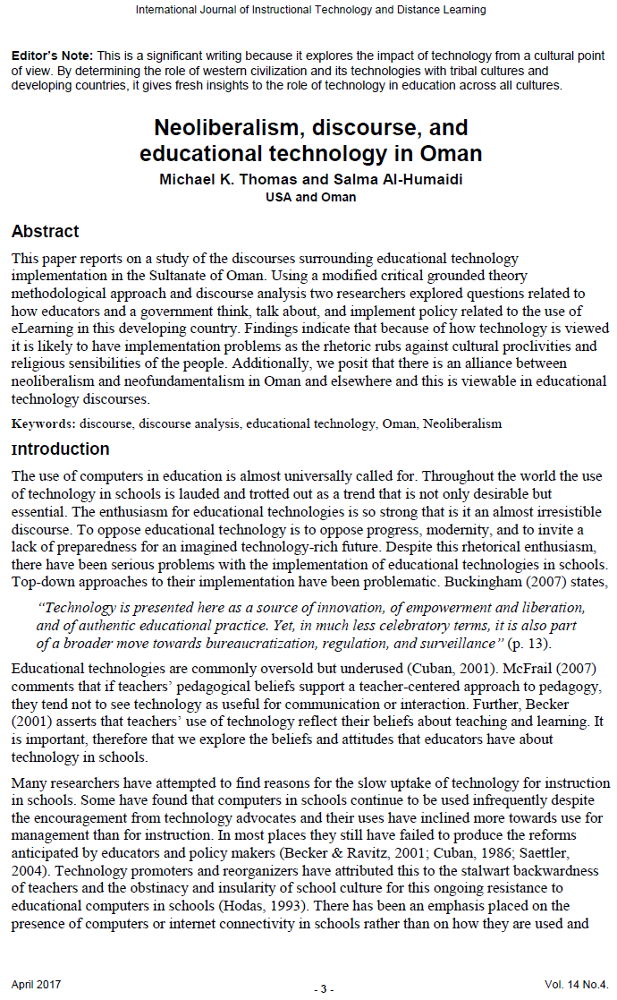 International Journal of Instructional Technology and Distance Learning
Editor's Note: This is a significant writing because it explores the impact of technology from a cultural point
of view. By determining the role of western civilization and its technologies with tribal cultures and
developing countries, it gives fresh insights to the role of technology in education across all cultures.
Neoliberalism, discourse, and
educational technology in Oman
Michael K. Thomas and Salma Al-Humaidi
USA and Oman
Abstract
This paper reports on a study of the discourses surrounding educational technology
implementation in the Sultanate of Oman. Using a modified critical grounded theory
methodological approach and discourse analysis two researchers explored questions related to
how educators and a government think, talk about, and implement policy related to the use of
eLearning in this developing country. Findings indicate that because of how technology is viewed
it is likely to have implementation problems as the rhetoric rubs against cultural proclivities and
religious sensibilities of the people. Additionally, we posit that there is an alliance between
neoliberalism and neofundamentalism in Oman and elsewhere and this is viewable in educational
technology discourses.
Keywords: discourse, discourse analysis, educational technology, Oman, Neoliberalism
Introduction
The use of computers in education is almost universally called for. Throughout the world the use
of technology in schools is lauded and trotted out as a trend that is not only desirable but
essential. The enthusiasm for educational technologies is so strong that is it an almost irresistible
discourse. To oppose educational technology is to oppose progress, modernity, and to invite a
lack of preparedness for an imagined technology-rich future. Despite this rhetorical enthusiasm,
there have been serious problems with the implementation of educational technologies in schools.
Top-down approaches to their implementation have been problematic. Buckingham (2007) states,
"Technology is presented here as a source of innovation, of empowerment and liberation,
and of authentic educational practice. Yet, in much less celebratory terms, it is also part
of a broader move towards bureaucratization, regulation, and surveillance" (p. 13).
Educational technologies are commonly oversold but underused (Cuban, 2001). McFrail (2007)
comments that if teachers' pedagogical beliefs support a teacher-centered approach to pedagogy,
they tend not to see technology as useful for communication or interaction. Further, Becker
(2001) asserts that teachers' use of technology reflect their beliefs about teaching and learning. It
is important, therefore that we explore the beliefs and attitudes that educators have about
technology in schools.
Many researchers have attempted to find reasons for the slow uptake of technology for instruction
in schools. Some have found that computers in schools continue to be used infrequently despite
the encouragement from technology advocates and their uses have inclined more towards use for
management than for instruction. In most places they still have failed to produce the reforms
anticipated by educators and policy makers (Becker & Ravitz, 2001; Cuban, 1986; Saettler,
2004). Technology promoters and reorganizers have attributed this to the stalwart backwardness
of teachers and the obstinacy and insularity of school culture for this ongoing resistance to
educational computers in schools (Hodas, 1993). There has been an emphasis placed on the
presence of computers or internet connectivity in schools rather than on how they are used and
April 2017
- 3 -
Vol. 14 No.4.